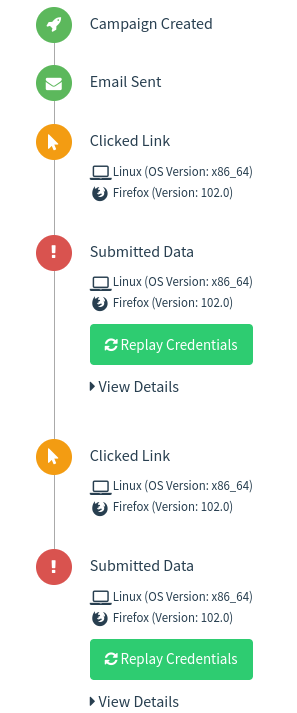 Campaign Created
Email Sent
Clicked Link
Linux (OS Version: x86_64)
Firefox (Version: 102.0)
Submitted Data
Linux (OS Version: x86_64)
Firefox (Version: 102.0)
Replay Credentials
View Details
Clicked Link
Linux (OS Version: x86_64)
Firefox (Version: 102.0)
Submitted Data
Linux (OS Version: x86_64)
Firefox (Version: 102.0)
Replay Credentials
View Details